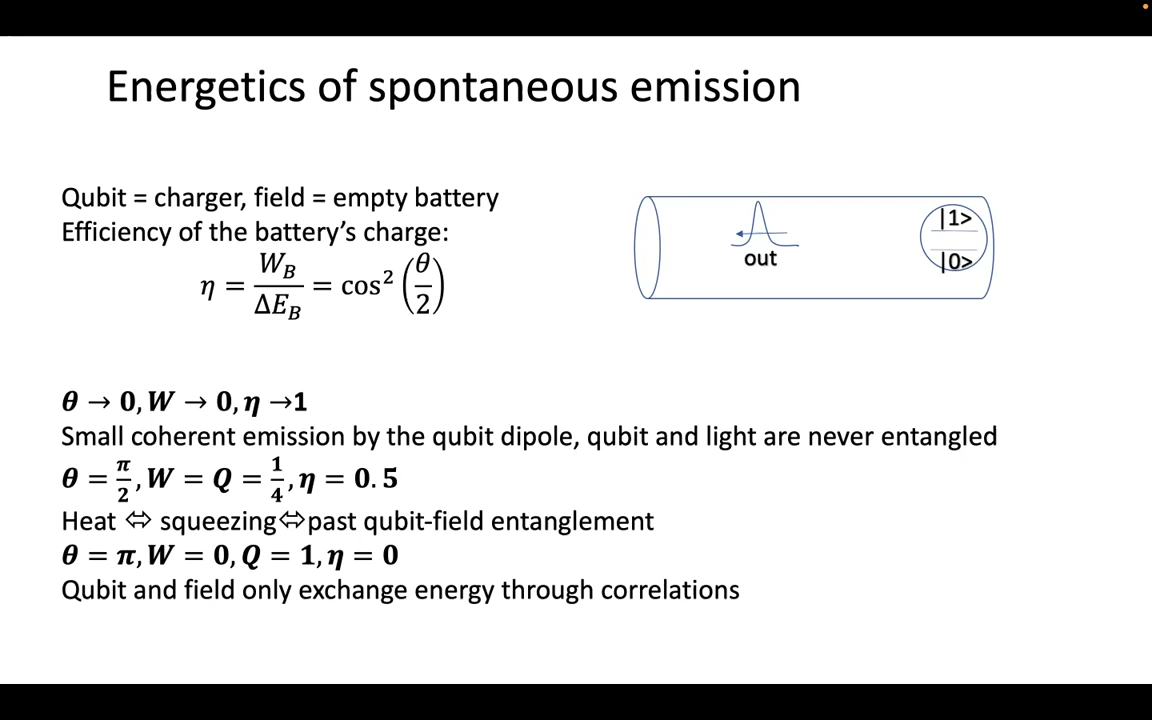 Energetics of spontaneous emission
Qubit = charger, field = empty battery
Efficiency of the battery’s charge:
η = W_B / ΔE_B = cos² (θ/2)
|1>
out
|0>
θ → 0, W → 0, η →1
Small coherent emission by the qubit dipole, qubit and light are never entangled
θ = π/2, W = Q = 1/4, η = 0.5
Heat ⇔ squeezing⇔past qubit-field entanglement
θ = π, W = 0, Q = 1, η = 0
Qubit and field only exchange energy through correlations